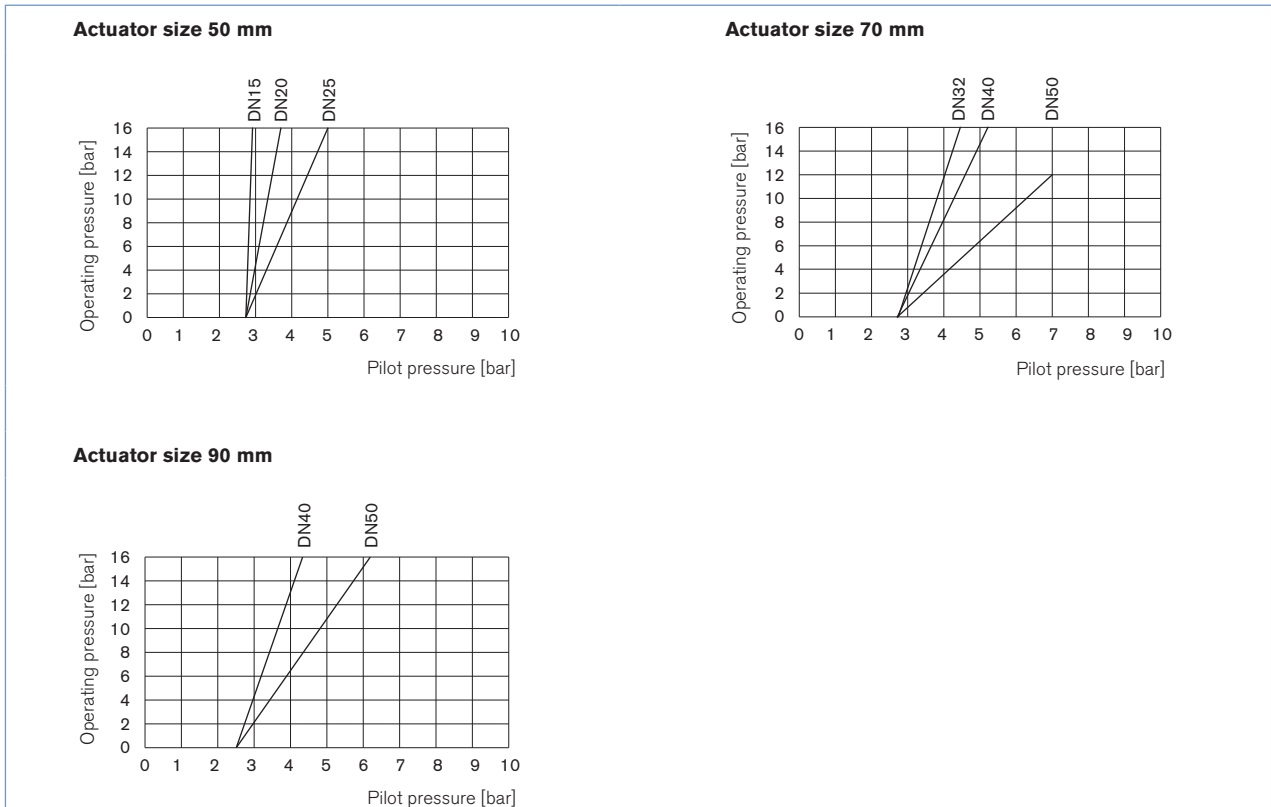 Actuator size 50 mm
DN15 DN20 DN25
Operating pressure [bar]
16
14
12
10
8
6
4
2
0
0 1 2 3 4 5 6 7 8 9 10
Pilot pressure [bar]
Actuator size 70 mm
DN32 DN40 DN50
Operating pressure [bar]
16
14
12
10
8
6
4
2
0
0 1 2 3 4 5 6 7 8 9 10
Pilot pressure [bar]
Actuator size 90 mm
DN40 DN50
Operating pressure [bar]
16
14
12
10
8
6
4
2
0
0 1 2 3 4 5 6 7 8 9 10
Pilot pressure [bar]